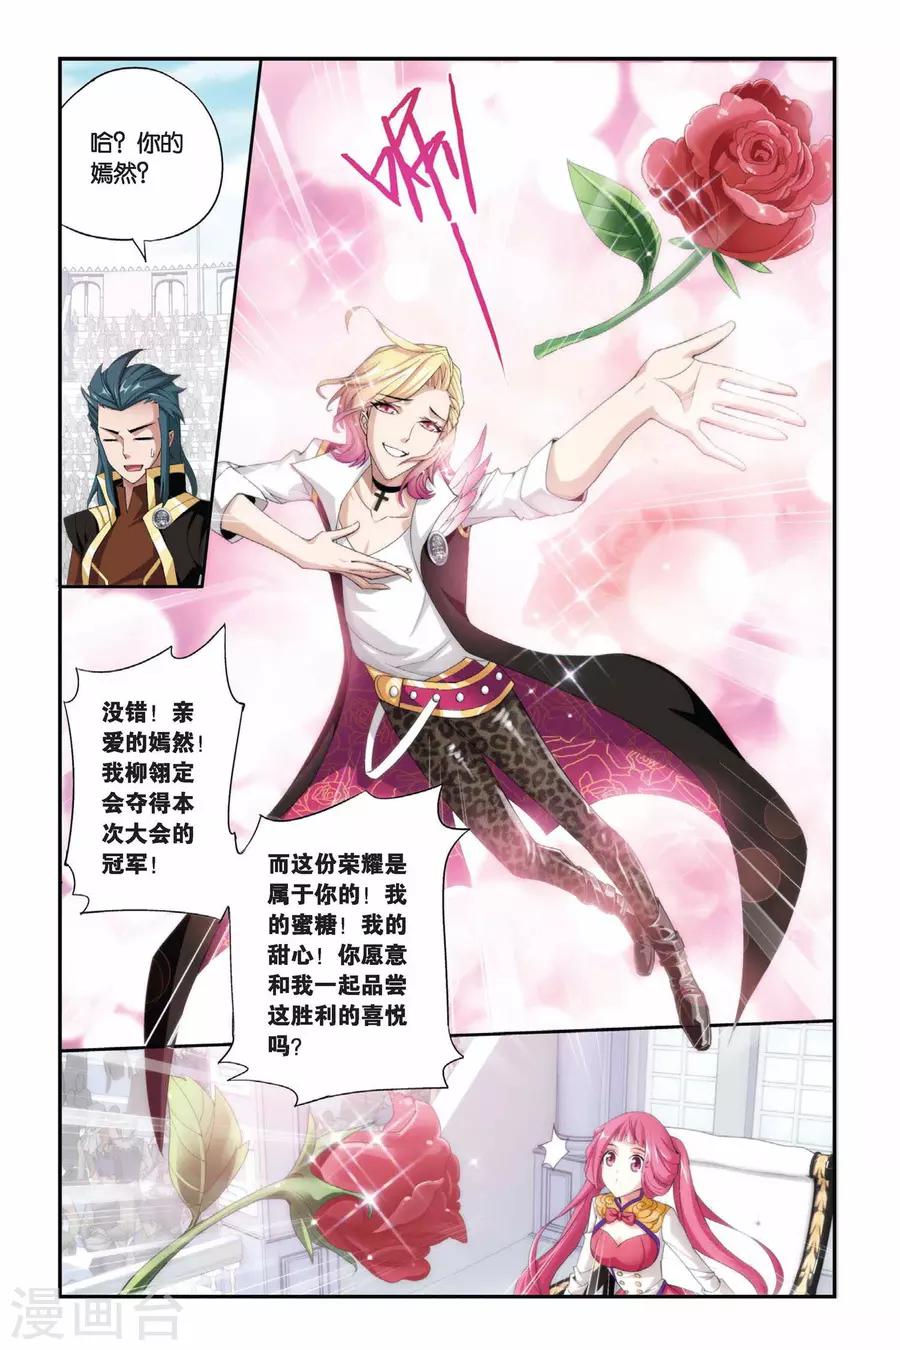 哈？你的
嫣然？
唰
没错！亲
爱的嫣然！
我柳翎定
会夺得本
次大会的
冠军！
而这份荣耀是
属于你的！我
的蜜糖！我的
甜心！你愿意
和我一起品尝
这胜利的喜悦
吗？
漫画台